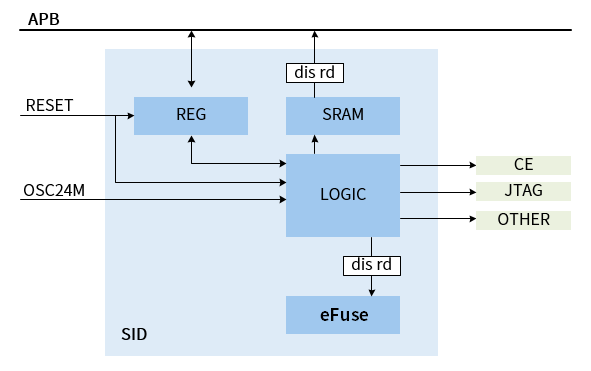 APB
dis rd
RESET
REG
SRAM
CE
OSC24M
LOGIC
JTAG
OTHER
dis rd
eFuse
SID